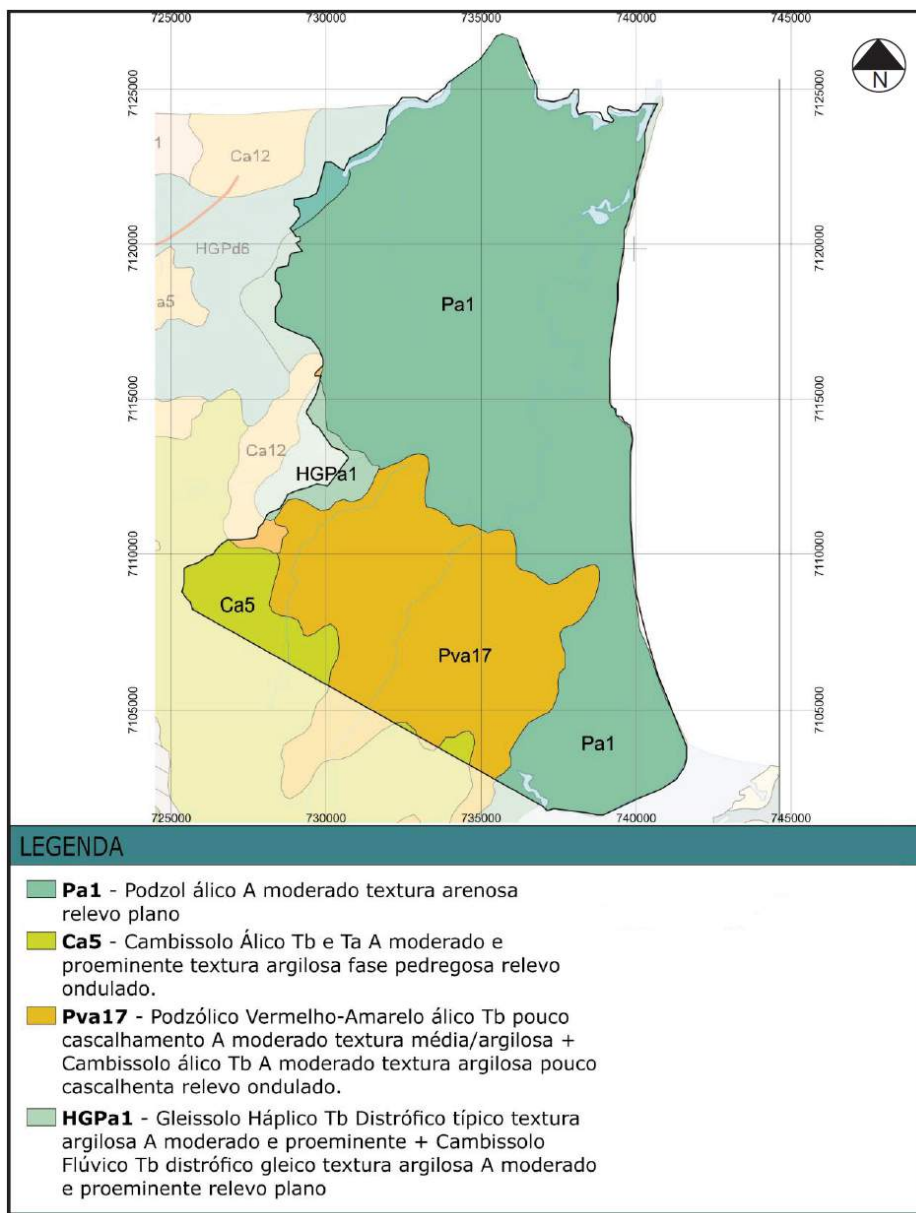 725000 730000 735000 740000
N
7125000 7125000
1
Ca12
HGPd6
7120000 7120000
a5
Pa1
7115000 7115000
Ca12
HGPa1
7110000 7110000
Ca5
Pva17
7105000 7105000
Pa1
725000 730000 735000 740000 745000
LEGENDA
Pa1 - Podzol álico A moderado textura arenosa
relevo plano
Ca5 - Cambissolo Álico Tb e Ta A moderado e
proeminente textura argilosa fase pedregosa relevo
ondulado.
Pva17 - Podzólico Vermelho-Amarelo álico Tb pouco
cascalhamento A moderado textura média/argilosa +
Cambissolo álico Tb A moderado textura argilosa pouco
cascalhenta relevo ondulado.
HGPa1 - Gleissolo Háplico Tb Distrófico típico textura
argilosa A moderado e proeminente + Cambissolo
Flúvico Tb distrófico gleico textura argilosa A moderado
e proeminente relevo plano